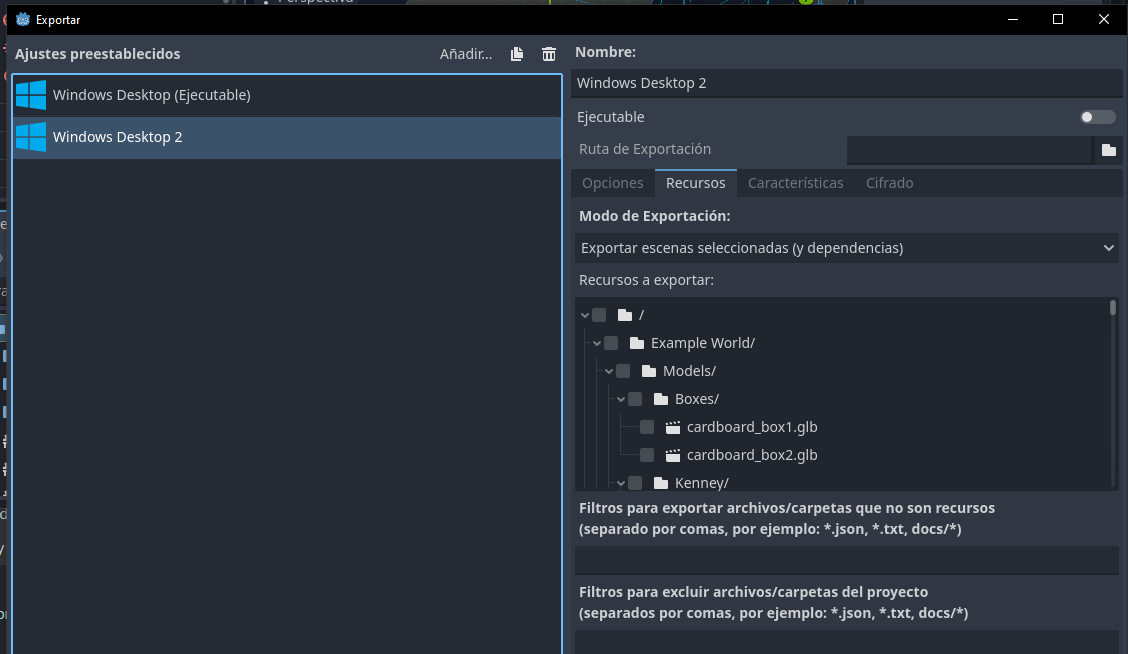 Exportar
Ajustes preestablecidos
Añadir...
Windows Desktop (Ejecutable)
Windows Desktop 2
Nombre:
Windows Desktop 2
Ejecutable
Ruta de Exportación
Opciones Recursos Características Cifrado
Modo de Exportación:
Exportar escenas seleccionadas (y dependencias)
Recursos a exportar:
/
Example World/
Models/
Boxes/
cardboard_box1.glb
cardboard_box2.glb
Kenney/
Filtros para exportar archivos/carpetas que no son recursos
(separado por comas, por ejemplo: *.json, *.txt, docs/*)
Filtros para excluir archivos/carpetas del proyecto
(separados por comas, por ejemplo: *.json, *.txt, docs/*)